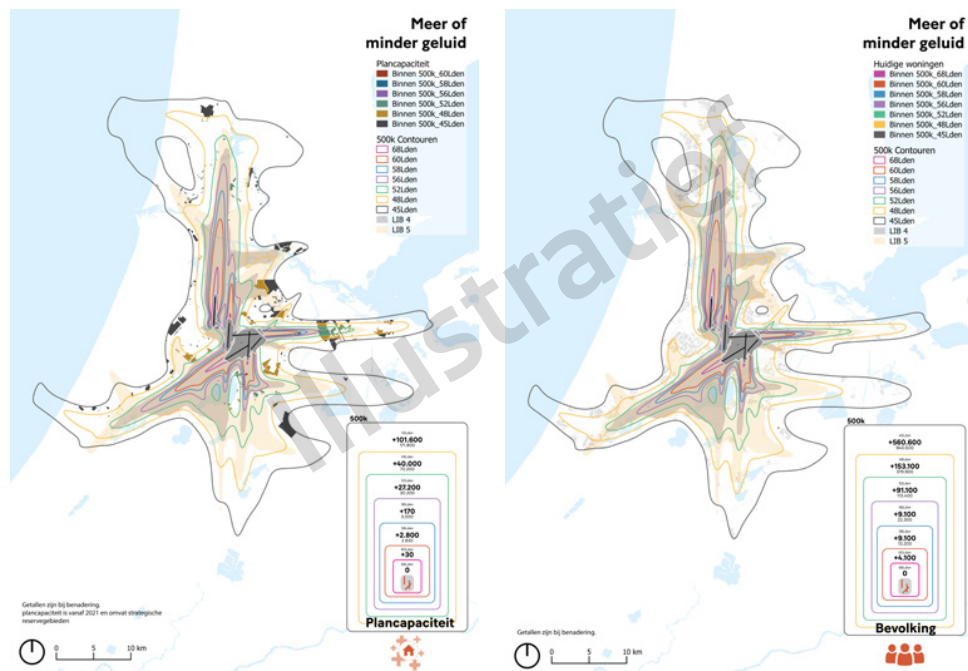 Meer of
minder geluid
Plancapaciteit
Binnen 500k_60Lden
Binnen 500k_58Lden
Binnen 500k_56Lden
Binnen 500k_52Lden
Binnen 500k_48Lden
Binnen 500k_45Lden
500k Contouren
68Lden
60Lden
58Lden
56Lden
52Lden
48Lden
45Lden
LIB 4
LIB 5
500k
+101.600
+40.000
+27.200
+170
+2.800
+30
0
Plancapaciteit
Getallen zijn bij benadering.
plancapaciteit is vanaf 2021 en omvat strategische
reservegebieden
0 5 10 km
Meer of
minder geluid
Huidige woningen
Binnen 500k_68Lden
Binnen 500k_60Lden
Binnen 500k_58Lden
Binnen 500k_56Lden
Binnen 500k_52Lden
Binnen 500k_48Lden
Binnen 500k_45Lden
500k Contouren
68Lden
60Lden
58Lden
56Lden
52Lden
48Lden
45Lden
LIB 4
LIB 5
500k
+560.600
+153.100
+91.100
+9.100
+9.100
+4.100
0
Bevolking
Getallen zijn bij benadering.
0 5 10 km
Illustratief